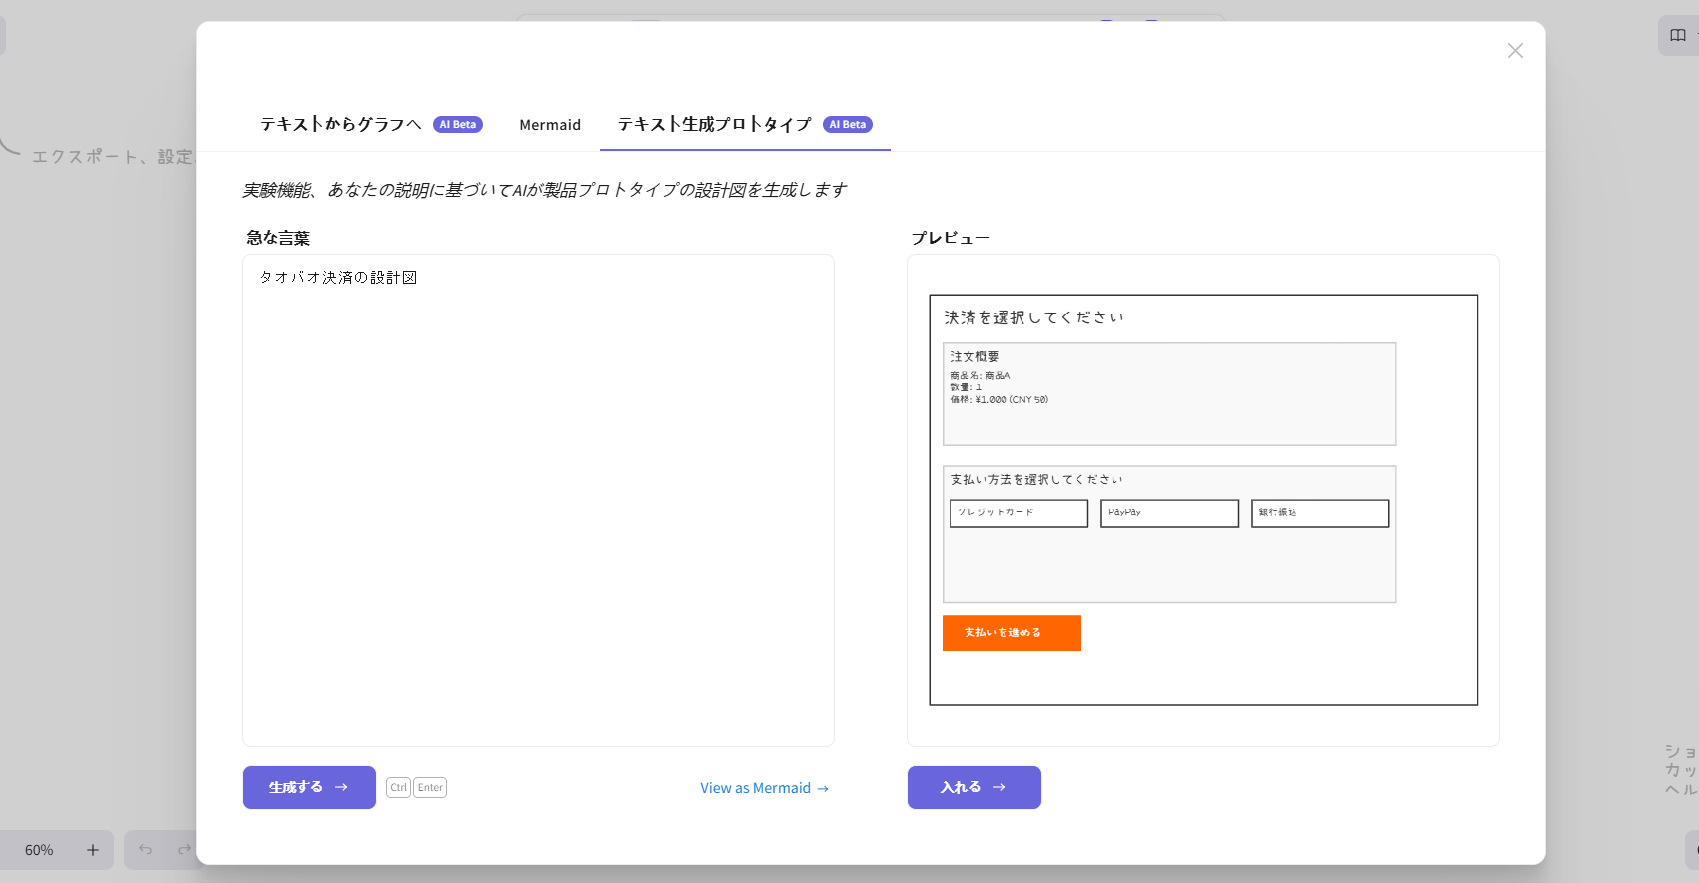 テキストからグラフへ AI Beta
Mermaid
テキスト生成プロトタイプ AI Beta
エクスポート、設定
実験機能、あなたの説明に基づいてAIが製品プロトタイプの設計図を生成します
急な言葉
タオバオ決済の設計図
プレビュー
決済を選択してください
注文概要
商品名: 商品A
数量: 1
価格: ¥1,000 (CNY 50)
支払い方法を選択してください
クレジットカード
PayPay
銀行振込
支払いを進める
生成する →
Ctrl Enter
View as Mermaid →
入れる →
ショ
カッ
ヘル
60%